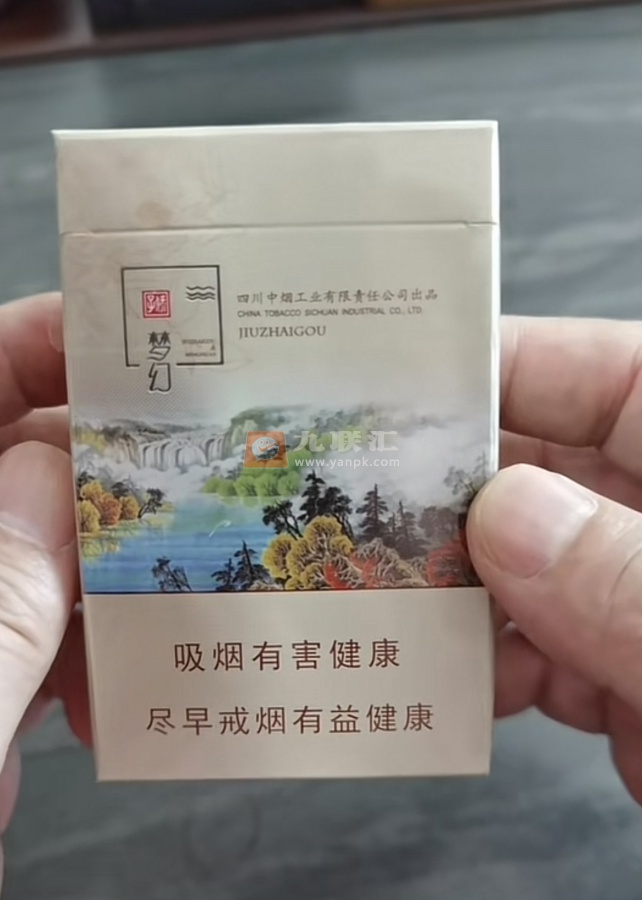 四川中烟工业有限责任公司出品
CHINA TOBACCO SICHUAN INDUSTRIAL CO., LTD.
JIUZHAIGOU
梦幻
九联汇
www.yanpk.com
吸烟有害健康
尽早戒烟有益健康